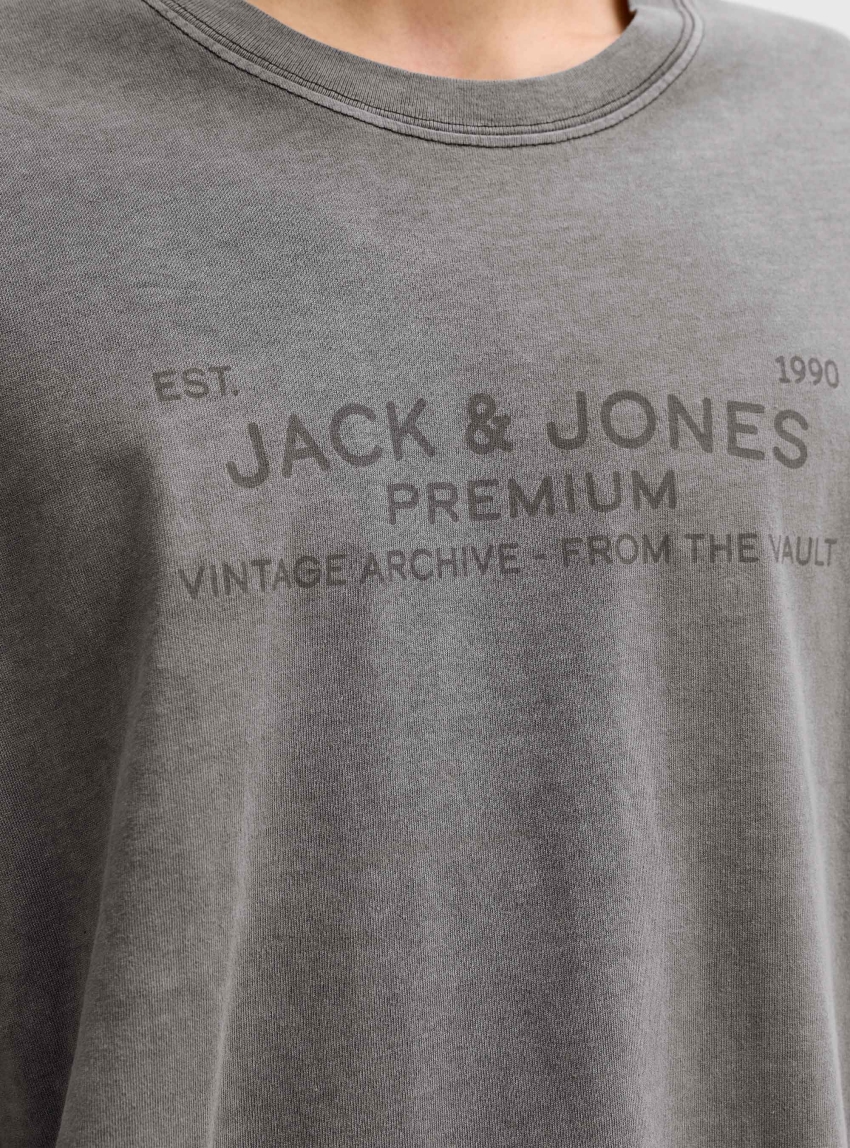 EST. 1990
JACK & JONES
PREMIUM
VINTAGE ARCHIVE - FROM THE VAULT